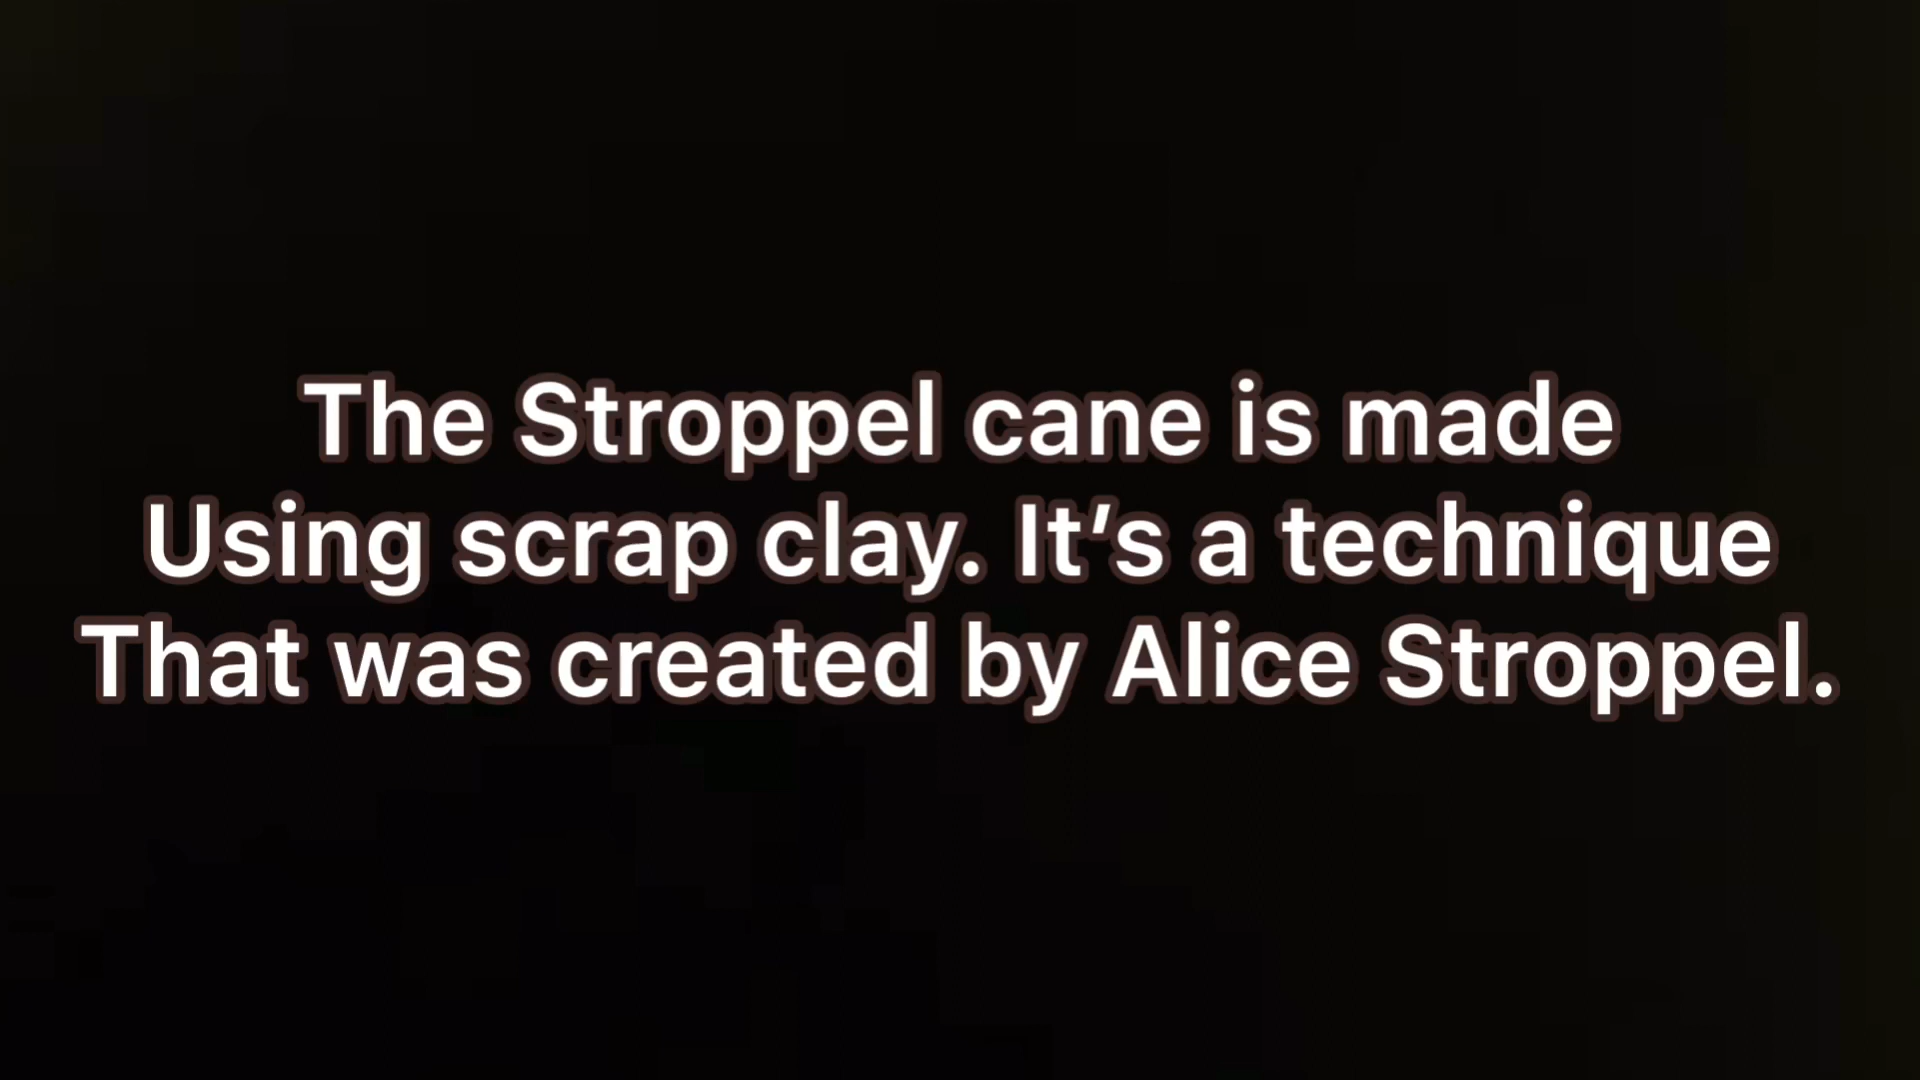 The Stroppel cane is made
Using scrap clay. It’s a technique
That was created by Alice Stroppel.